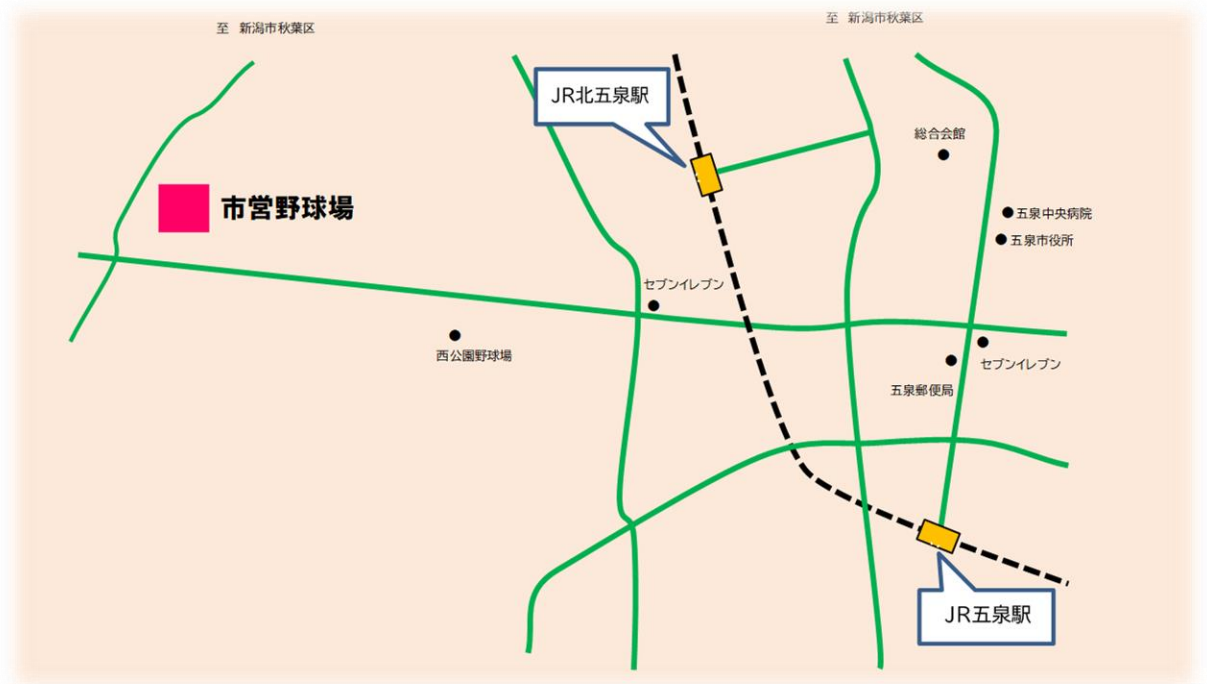 至 新潟市秋葉区
至 新潟市秋葉区
JR北五泉駅
総合会館
市営野球場
五泉中央病院
五泉市役所
セブンイレブン
西公園野球場
セブンイレブン
五泉郵便局
JR五泉駅